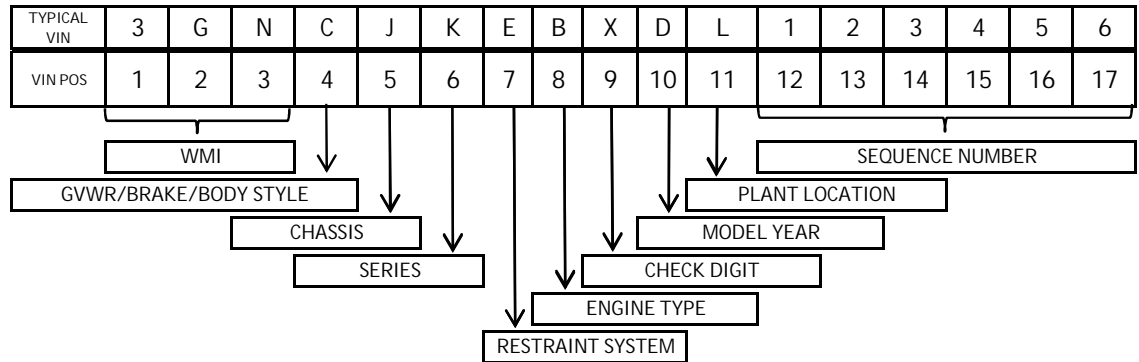 TYPICAL VIN 3 G N C J K E B X D L 1 2 3 4 5 6
VIN POS 1 2 3 4 5 6 7 8 9 10 11 12 13 14 15 16 17
WMI SEQUENCE NUMBER
GVWR/BRAKE/BODY STYLE PLANT LOCATION
CHASSIS MODEL YEAR
SERIES CHECK DIGIT
ENGINE TYPE
RESTRAINT SYSTEM